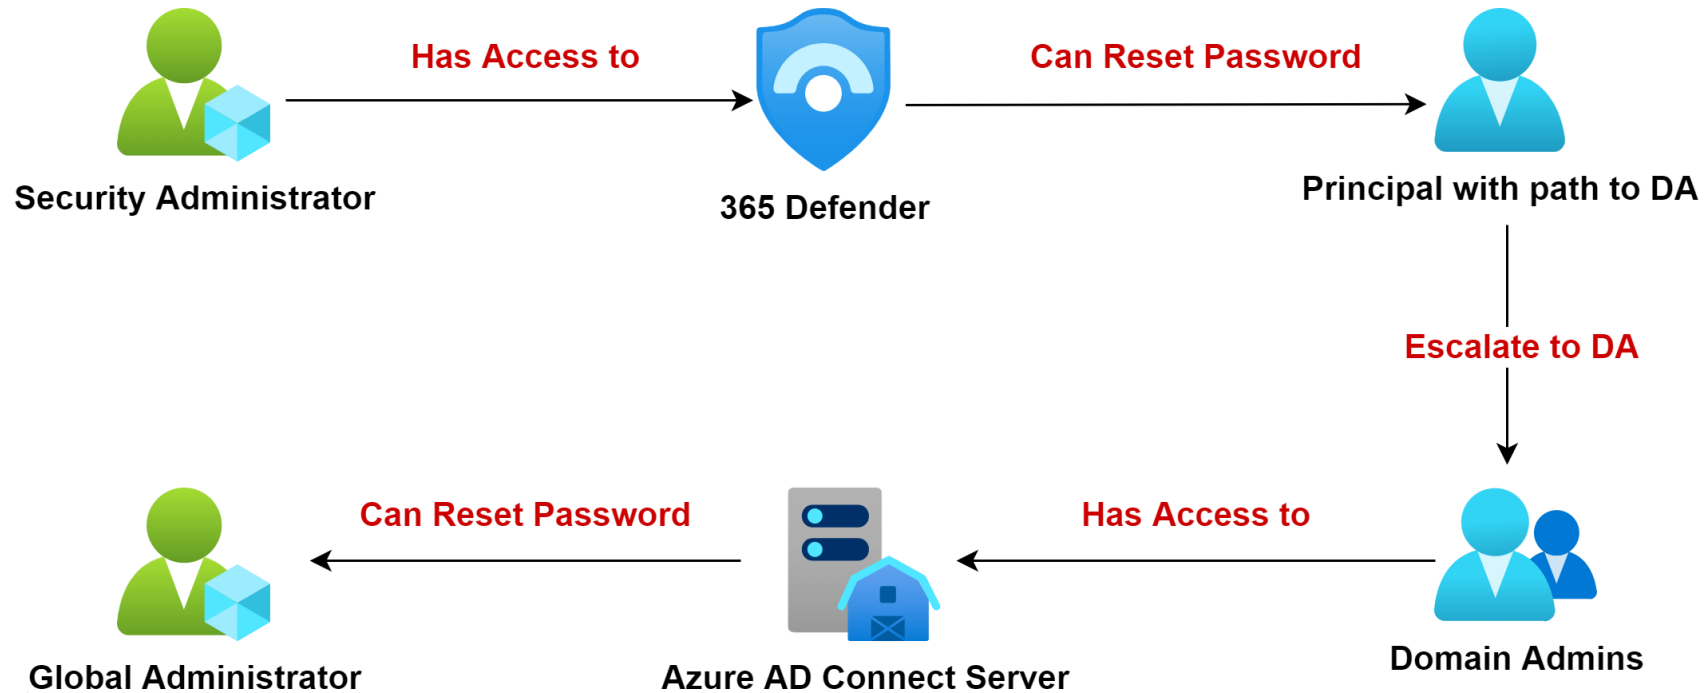 Has Access to
Can Reset Password
Security Administrator
365 Defender
Principal with path to DA
Escalate to DA
Can Reset Password
Has Access to
Global Administrator
Azure AD Connect Server
Domain Admins